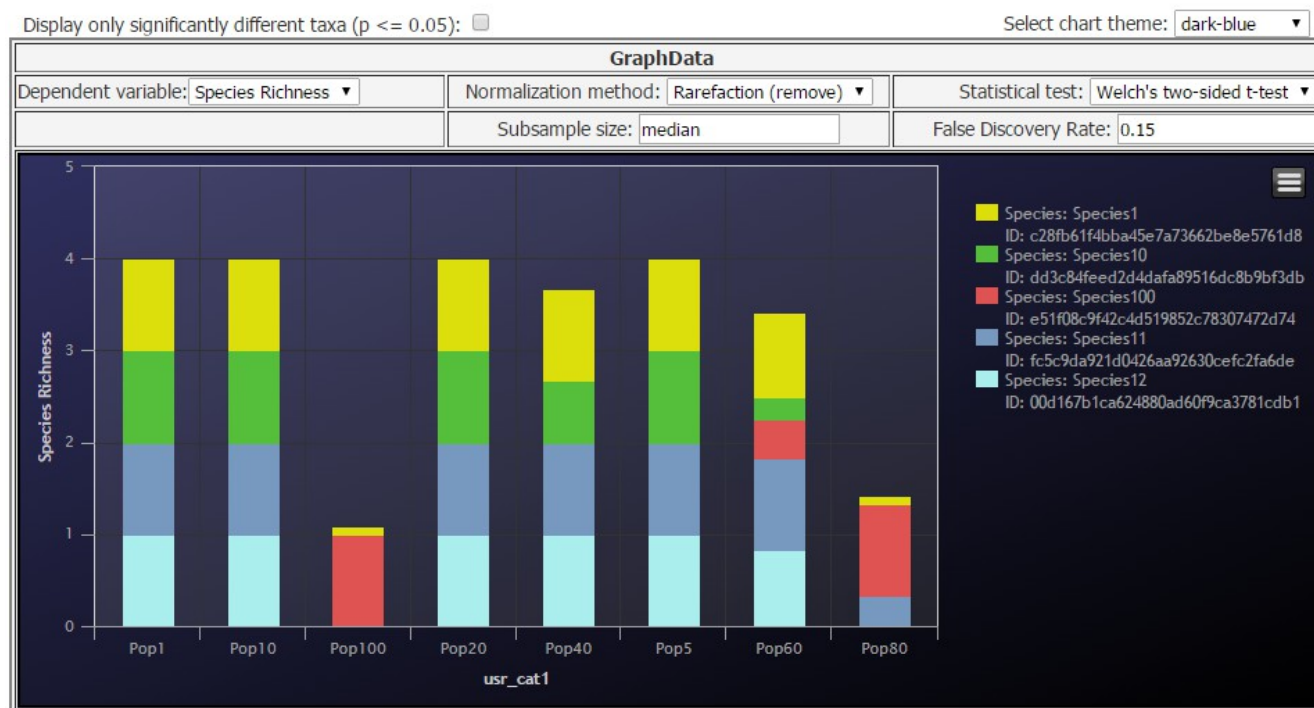 Display only significantly different taxa (p <= 0.05):
Select chart theme: dark-blue
GraphData
Dependent variable: Species Richness
Normalization method: Rarefaction (remove)
Statistical test: Welch's two-sided t-test
Subsample size: median
False Discovery Rate: 0.15
5
4
3
2
1
0
Species Richness
Pop1 Pop10 Pop100 Pop20 Pop40 Pop5 Pop60 Pop80
usr_cat1
Species: Species1
ID: c28fb61f4bba45e7a73662be8e5761d8
Species: Species10
ID: dd3c84feed2d4dafa89516dc8b9bf3db
Species: Species100
ID: e51f08c9f42c4d519852c78307472d74
Species: Species11
ID: fc5c9da921d0426aa92630cefc2fa6de
Species: Species12
ID: 00d167b1ca624880ad60f9ca3781cdb1